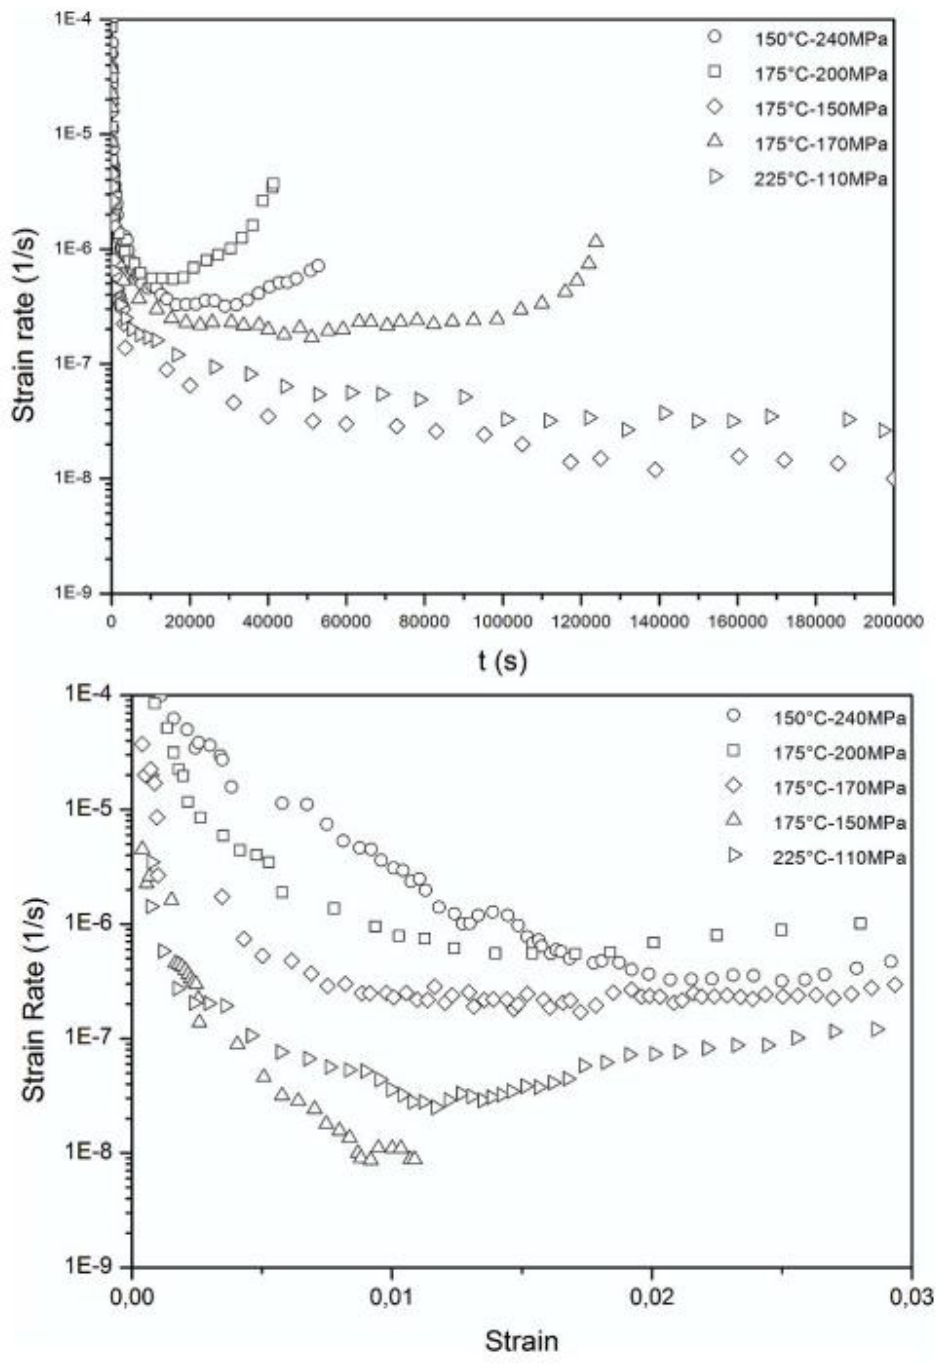 1E-4
1E-5
1E-6
1E-7
1E-8
1E-9
Strain rate (1/s)
150°C-240MPa
175°C-200MPa
175°C-150MPa
175°C-170MPa
225°C-110MPa
0 20000 40000 60000 80000 100000 120000 140000 160000 180000 200000
t (s)
1E-4
1E-5
1E-6
1E-7
1E-8
1E-9
Strain Rate (1/s)
150°C-240MPa
175°C-200MPa
175°C-170MPa
175°C-150MPa
225°C-110MPa
0,00 0,01 0,02 0,03
Strain